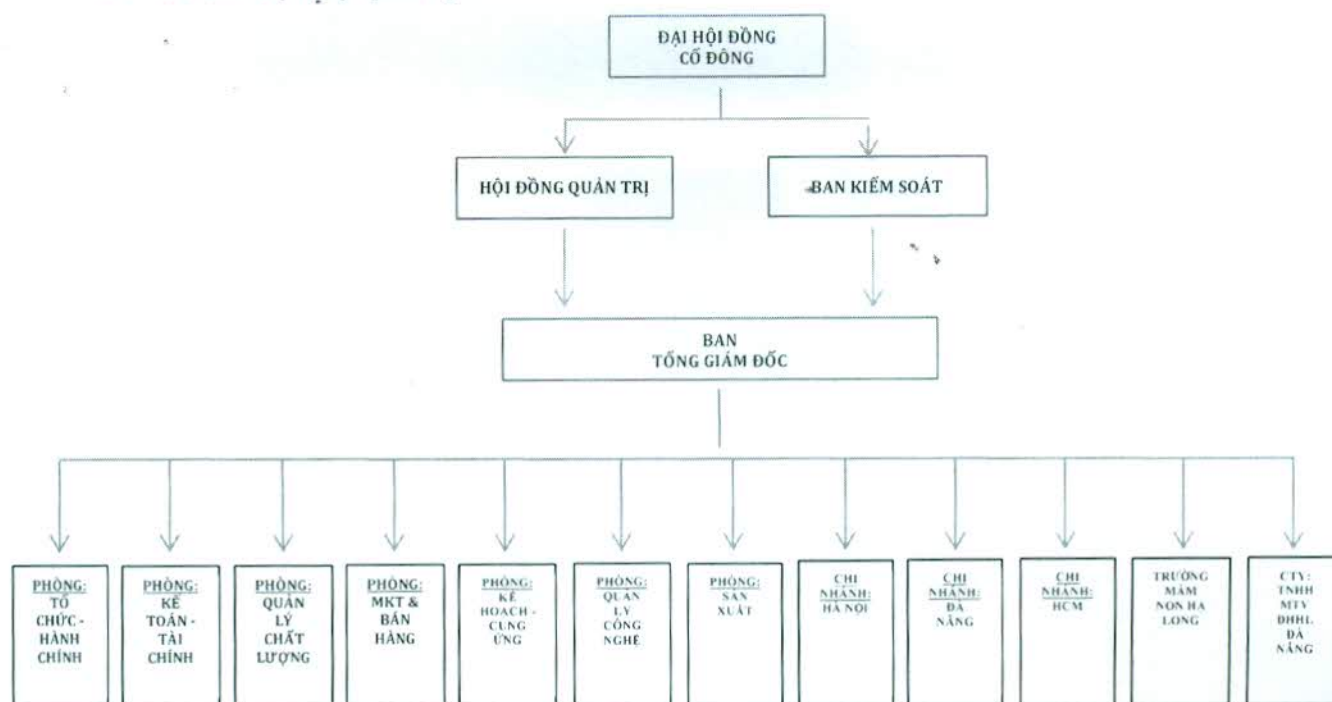 ĐẠI HỘI ĐỒNG
CỔ ĐÔNG
HỘI ĐỒNG QUẢN TRỊ
BAN KIỂM SOÁT
BAN
TỔNG GIÁM ĐỐC
PHÒNG:
TỔ
CHỨC -
HÀNH
CHÍNH
PHÒNG:
KẾ
TOÁN -
TÀI
CHÍNH
PHÒNG:
QUẢN
LÝ
CHẤT
LƯỢNG
PHÒNG:
MKT &
BÁN
HÀNG
PHÒNG:
KẾ
HOẠCH -
CUNG
ỨNG
PHÒNG:
QUẢN
LÝ CÔNG
NGHỆ
PHÒNG:
SẢN
XUẤT
CHI
NHÁNH:
HÀ NỘI
CHI
NHÁNH:
ĐÀ
NẴNG
CHI
NHÁNH:
HCM
TRƯỜNG
MẦM
NON HẠ
LONG
CTY:
TNHH
MTV
ĐHHL
ĐÀ
NẴNG